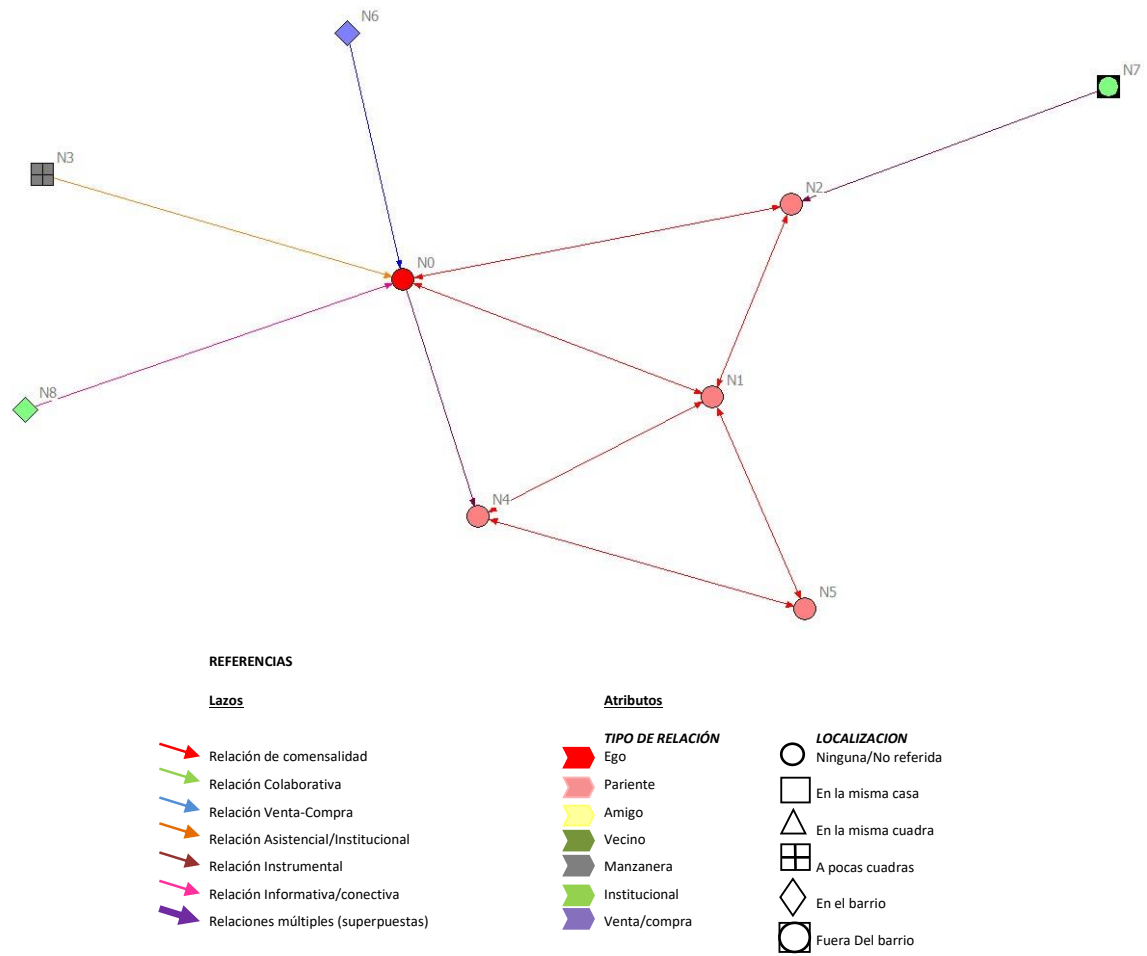 N6
N7
N3
N2
N0
N1
N8
N4
N5
REFERENCIAS
Lazos
Relación de comensalidad
Relación Colaborativa
Relación Venta-Compra
Relación Asistencial/Institucional
Relación Instrumental
Relación Informativa/conectiva
Relaciones múltiples (superpuestas)
Atributos
TIPO DE RELACIÓN
Ego
Pariente
Amigo
Vecino
Manzanera
Institucional
Venta/compra
LOCALIZACION
Ninguna/No referida
En la misma casa
En la misma cuadra
A pocas cuadras
En el barrio
Fuera Del barrio